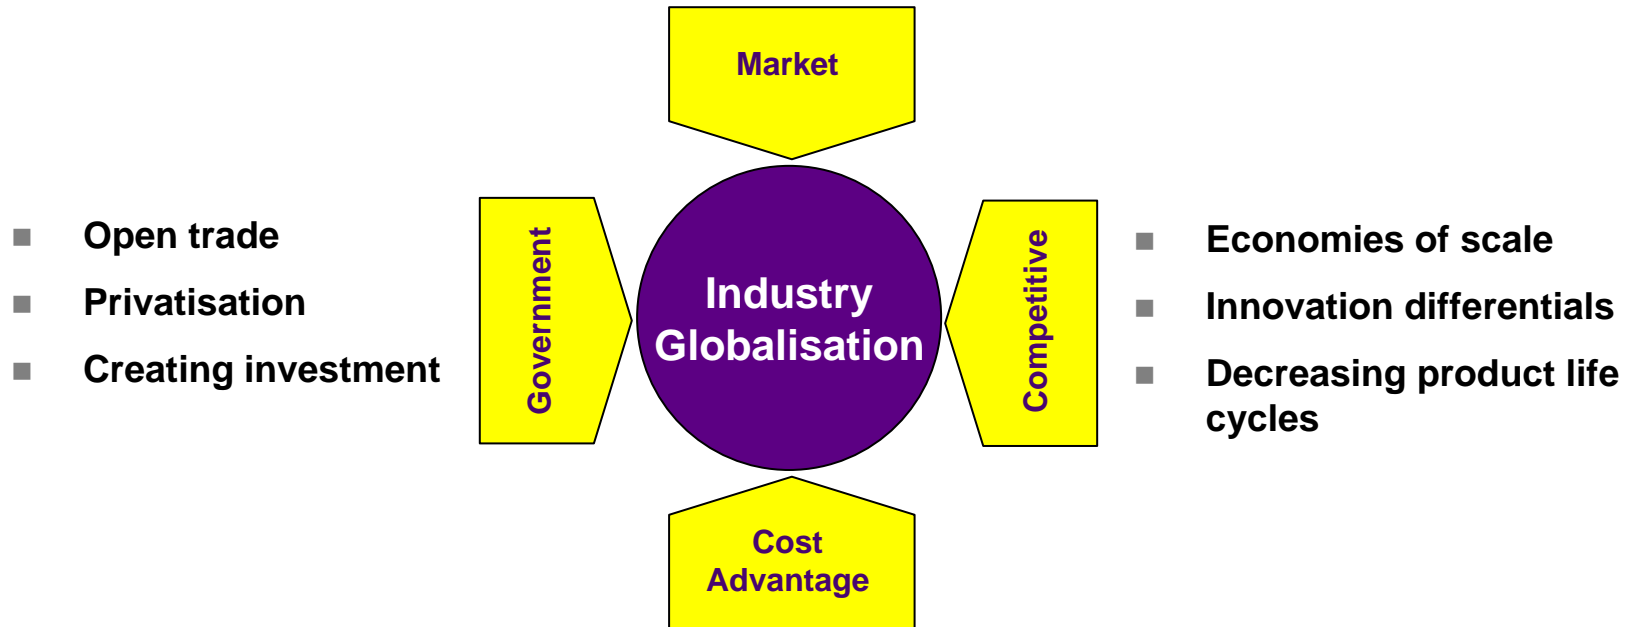 Market
Open trade
Privatisation
Creating investment
Government
Industry
Globalisation
Competitive
Economies of scale
Innovation differentials
Decreasing product life
cycles
Cost
Advantage